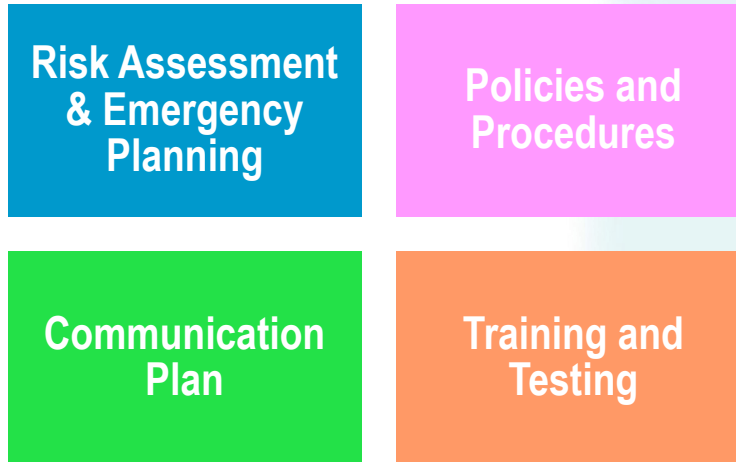 Risk Assessment
& Emergency
Planning
Policies and
Procedures
Communication
Plan
Training and
Testing